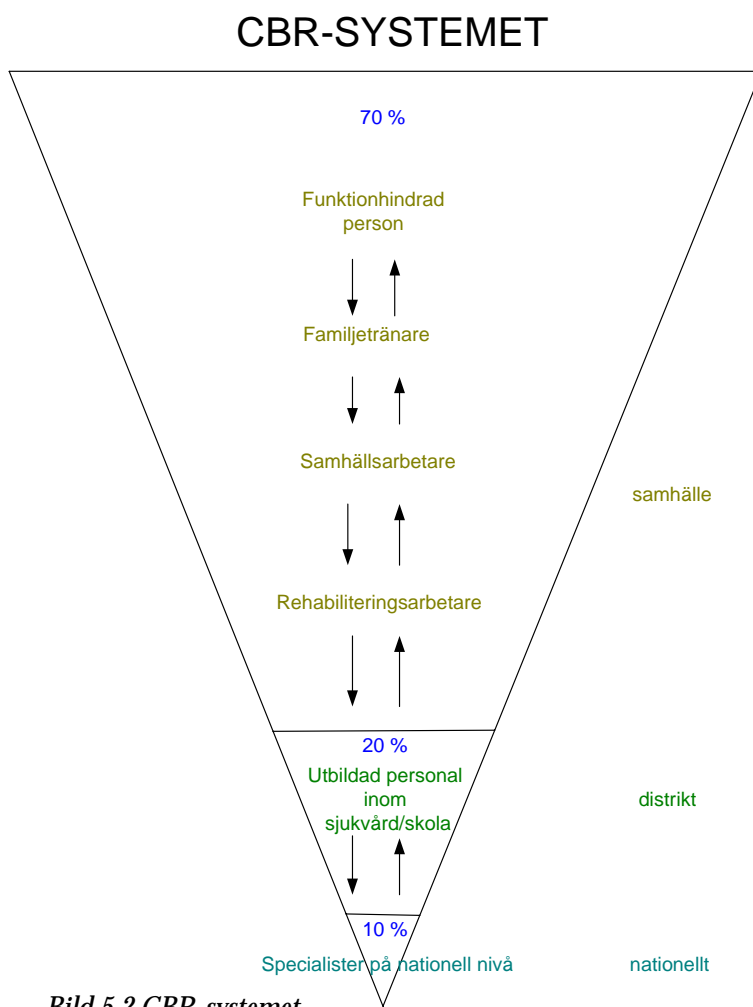 CBR-SYSTEMET
70 %
Funktionhindrad
person
Familjetränare
Samhällsarbetare
samhälle
Rehabiliteringsarbetare
20 %
Utbildad personal
inom
sjukvård/skola
distrikt
10 %
Specialister på nationell nivå
nationellt
Bild 5.2 CBR-systemet